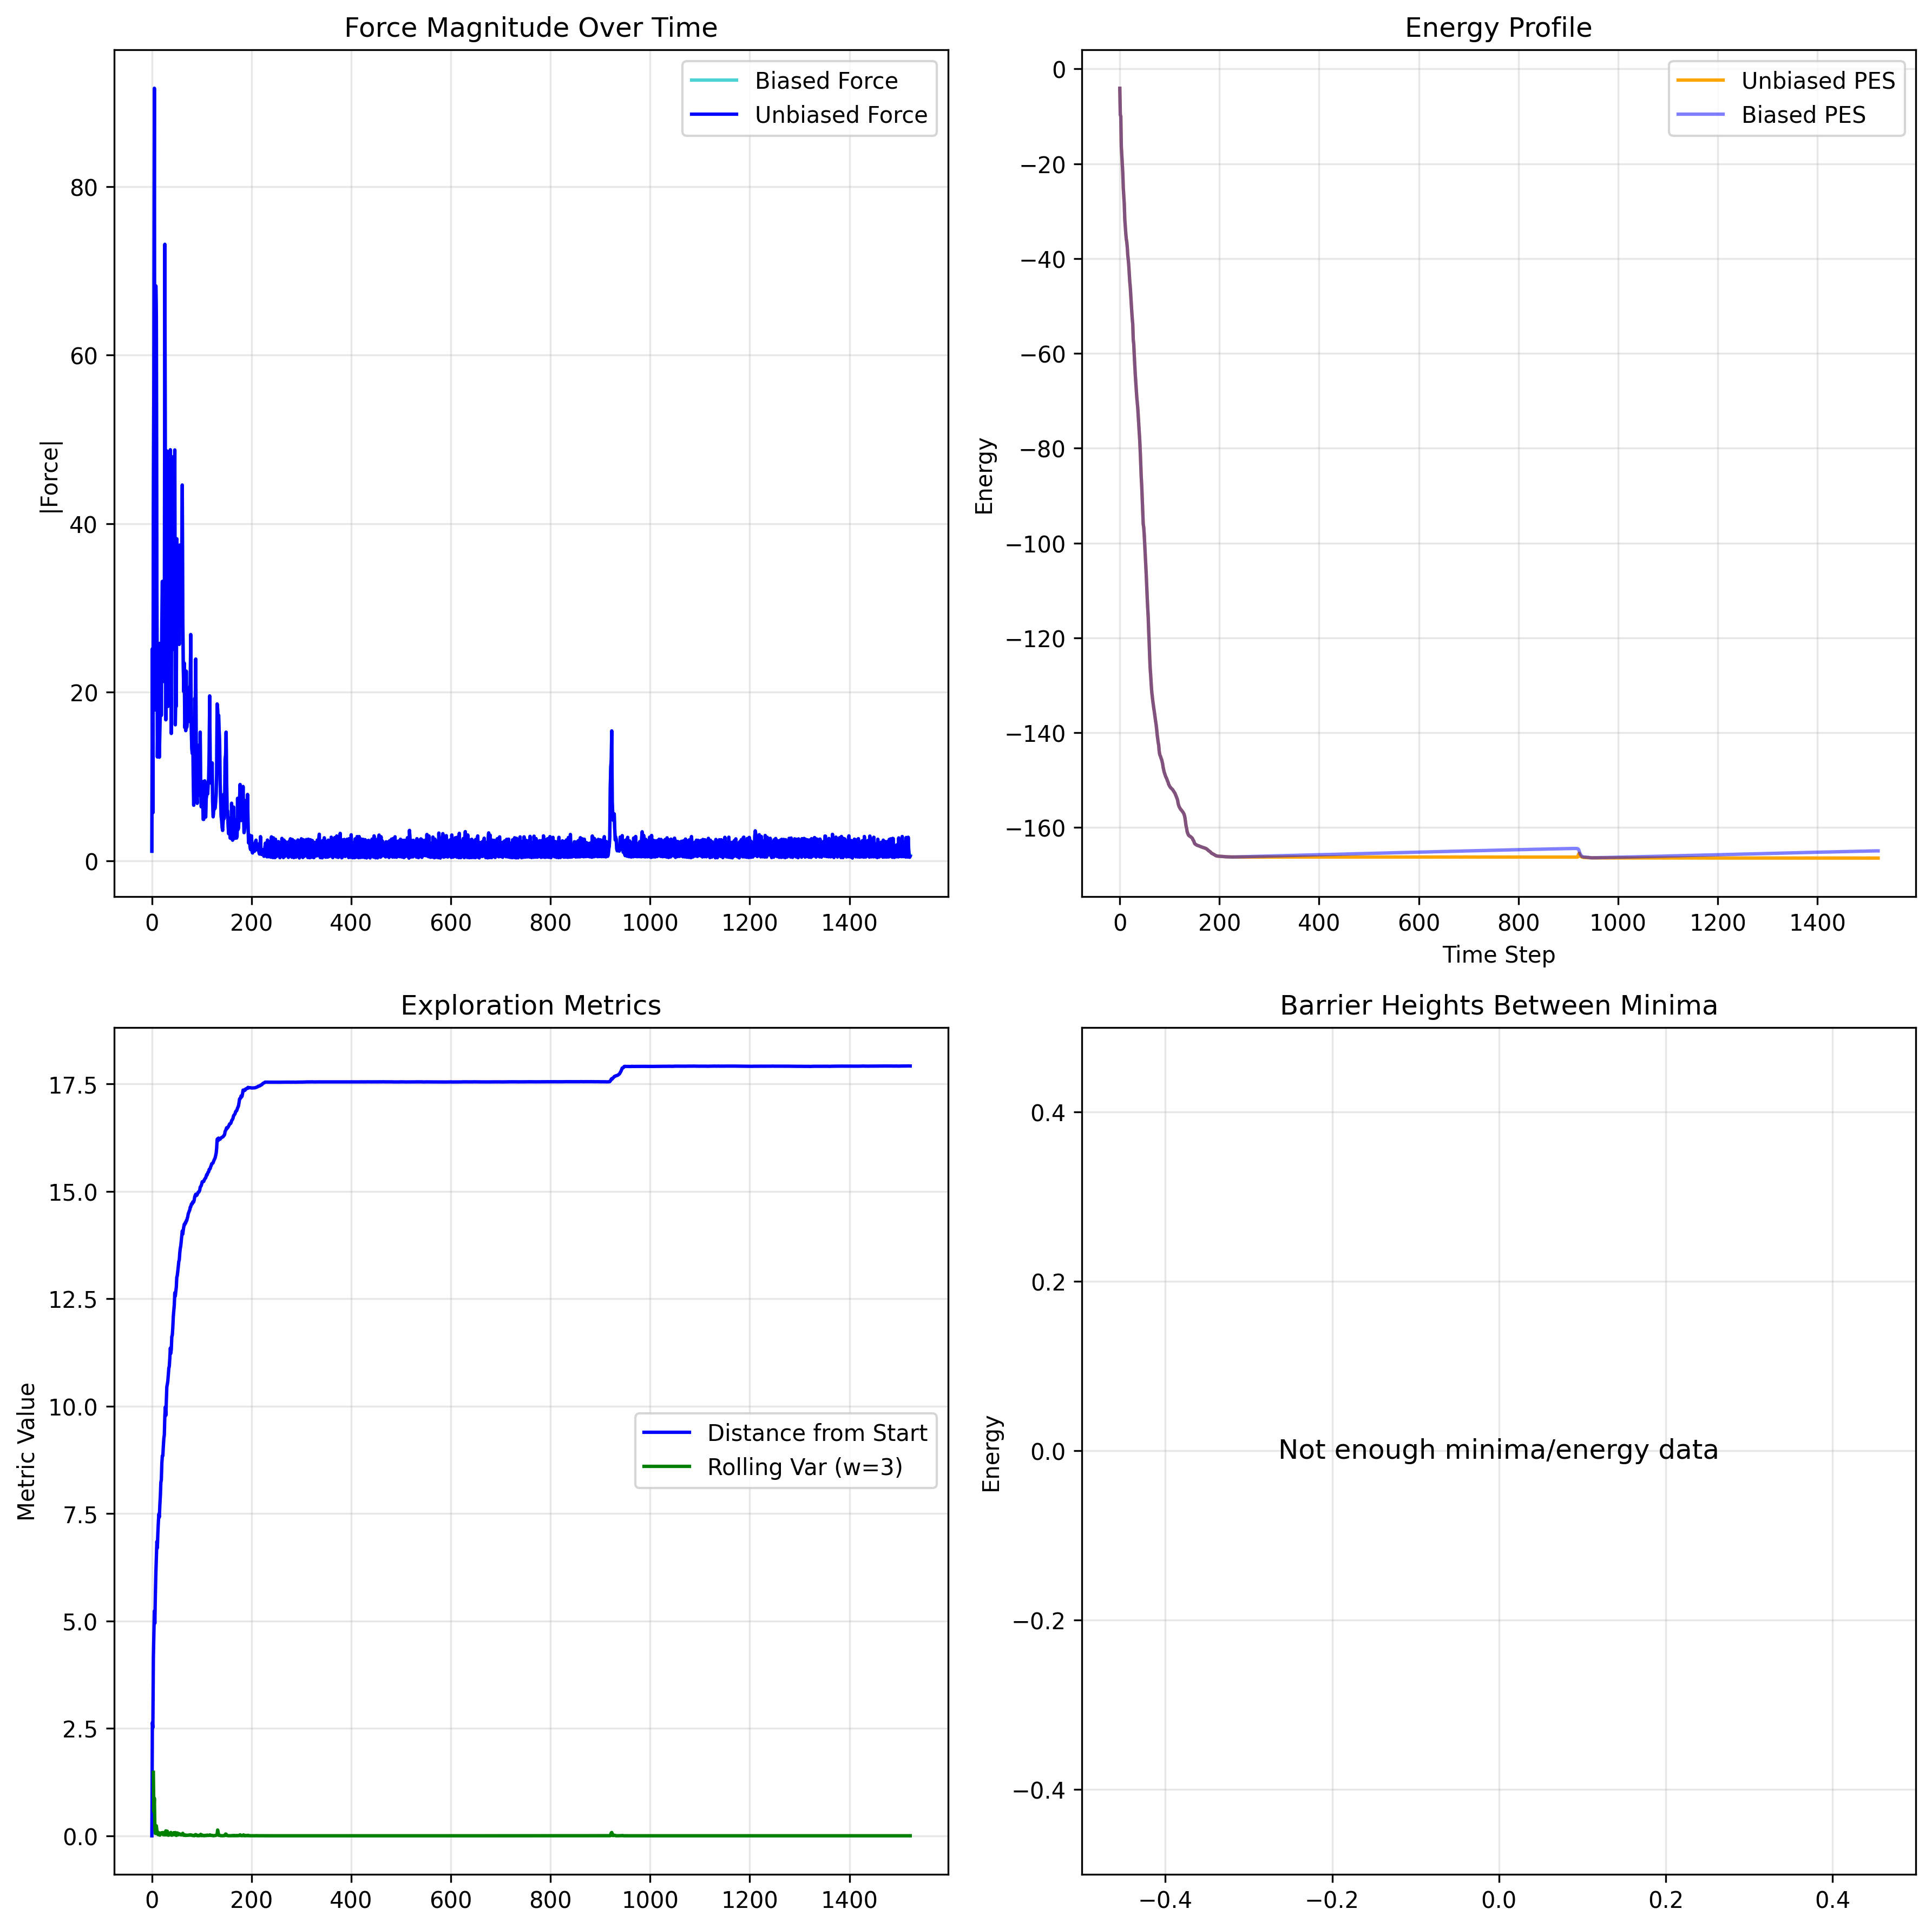 Force Magnitude Over Time
|Force|
80
60
40
20
0
0 200 400 600 800 1000 1200 1400
Biased Force
Unbiased Force
Energy Profile
Energy
0
−20
−40
−60
−80
−100
−120
−140
−160
0 200 400 600 800 1000 1200 1400
Time Step
Unbiased PES
Biased PES
Exploration Metrics
Metric Value
17.5
15.0
12.5
10.0
7.5
5.0
2.5
0.0
0 200 400 600 800 1000 1200 1400
Distance from Start
Rolling Var (w=3)
Barrier Heights Between Minima
Energy
0.4
0.2
0.0
−0.2
−0.4
Not enough minima/energy data
−0.4 −0.2 0.0 0.2 0.4